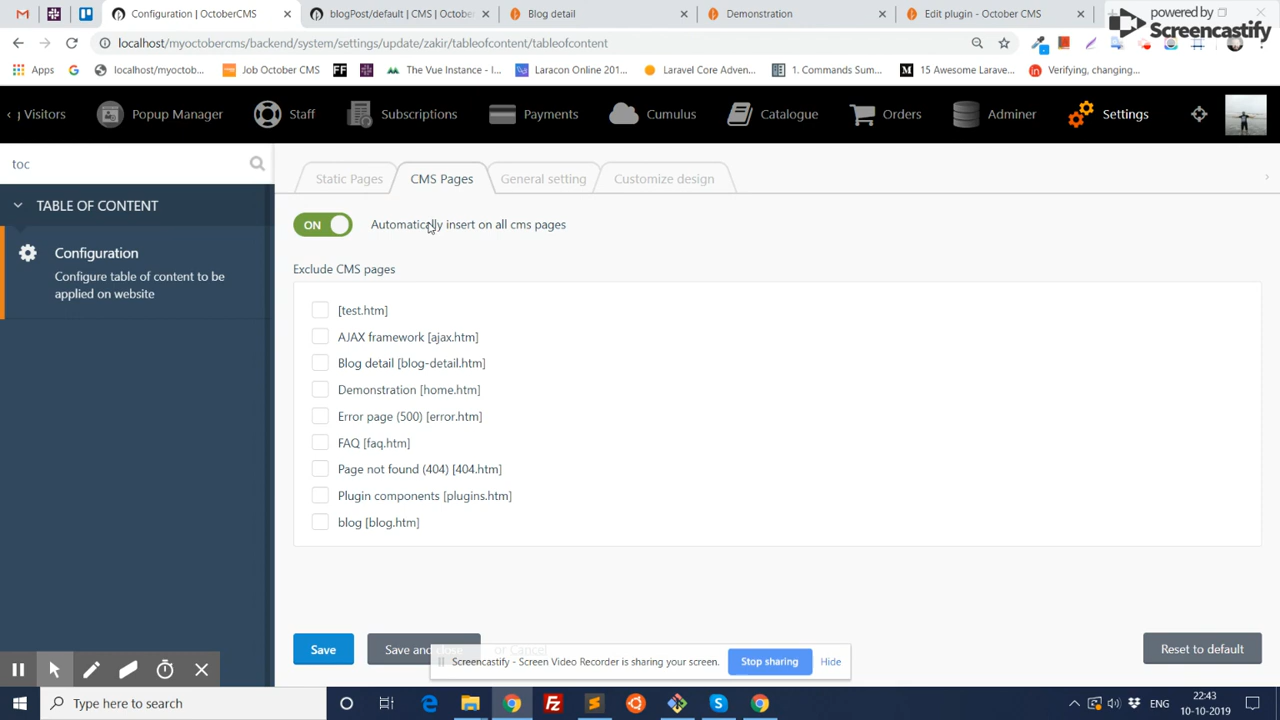 Configuration | OctoberCMS
blogPost/default | CMS | Octobe
Blog detail
Demonstration
Edit plugin - October CMS
powered by
Screencastify
localhost/myoctobercms/backend/system/settings/update/zakir/tableofcontent/tableofcontent
Apps
localhost/myoctob...
Job October CMS
The Vue Instance - I...
Laracon Online 201...
Laravel Core Adven...
1. Commands Sum...
15 Awesome Larave...
Verifying, changing...
g Visitors
Popup Manager
Staff
Subscriptions
Payments
Cumulus
Catalogue
Orders
Adminer
Settings
toc
Static Pages
CMS Pages
General setting
Customize design
TABLE OF CONTENT
ON
Automatically insert on all cms pages
Configuration
Configure table of content to be
applied on website
Exclude CMS pages
[test.htm]
AJAX framework [ajax.htm]
Blog detail [blog-detail.htm]
Demonstration [home.htm]
Error page (500) [error.htm]
FAQ [faq.htm]
Page not found (404) [404.htm]
Plugin components [plugins.htm]
blog [blog.htm]
Save
Save and close
or Cancel
Reset to default
Screencastify - Screen Video Recorder is sharing your screen.
Stop sharing
Hide
Type here to search
ENG
22:43
10-10-2019